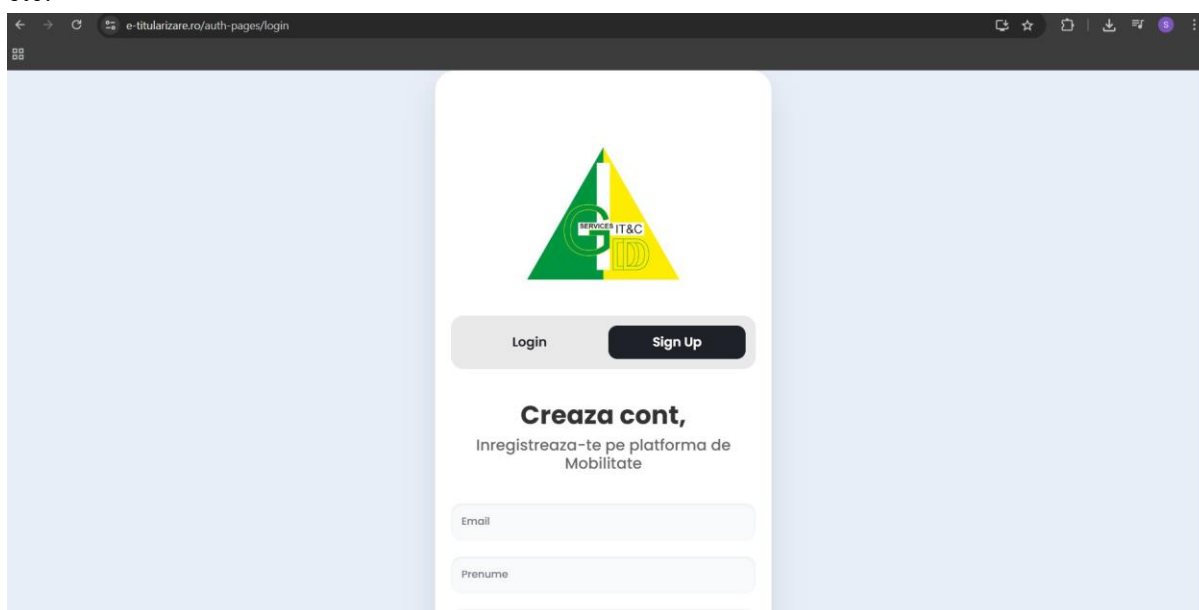 e-titularizare.ro/auth-pages/login
S
SERVICES IT&C
G
DDD
Login Sign Up
Creaza cont,
Inregistreaza-te pe platforma de
Mobilitate
Email
Prenume